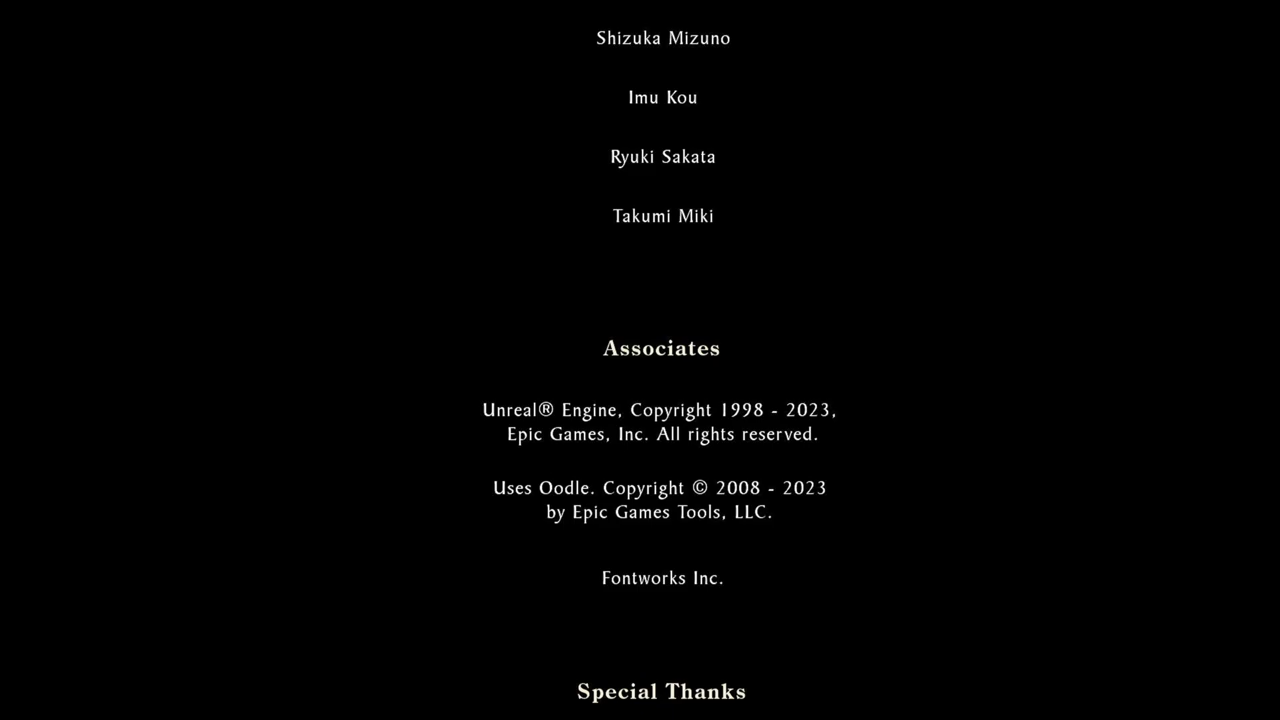 Shizuka Mizuno
Imu Kou
Ryuki Sakata
Takumi Miki
Associates
Unreal® Engine, Copyright 1998 - 2023,
Epic Games, Inc. All rights reserved.
Uses Oodle. Copyright © 2008 - 2023
by Epic Games Tools, LLC.
Fontworks Inc.
Special Thanks